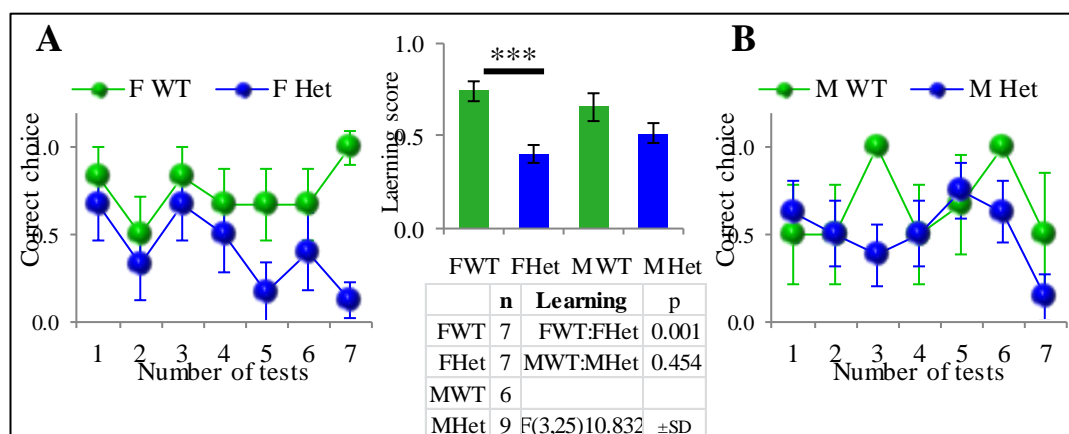 A
F WT F Het
Correct choice
1.0
0.5
0.0
1 2 3 4 5 6 7
Number of tests
Laerning score
1.0
0.5
0.0
***
FWT FHet MWT MHet
n Learning p
FWT 7 FWT:FHet 0.001
FHet 7 MWT:MHet 0.454
MWT 6
MHet 9 F(3,25)10.832 ±SD
B
M WT M Het
Correct choice
1.0
0.5
0.0
1 2 3 4 5 6 7
Number of tests